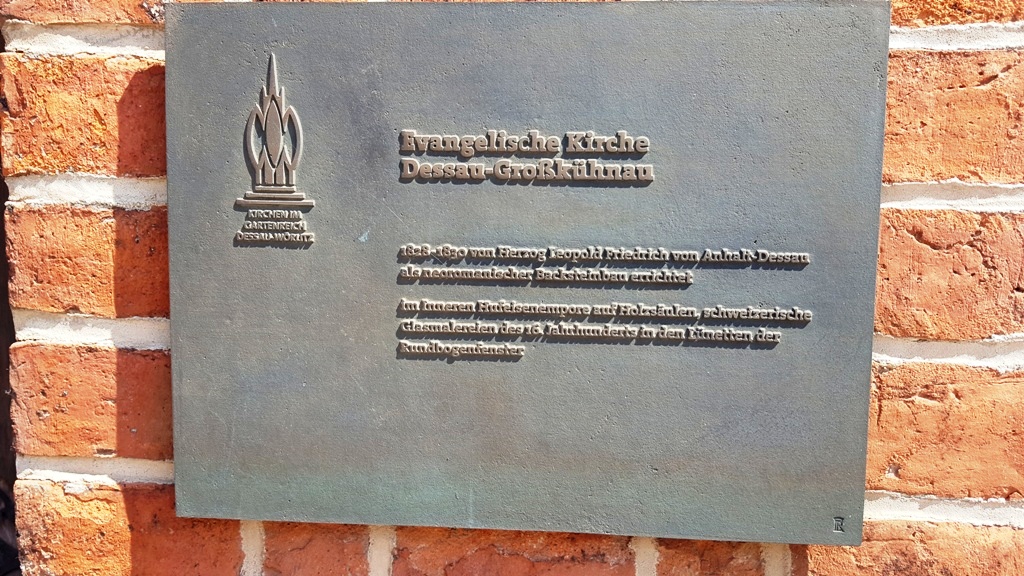 KIRCHEN IM
GARTENREICH
DESSAU-WÖRLITZ
Evangelische Kirche
Dessau-Großkühnau
1828-1830 von Herzog Leopold Friedrich von Anhalt-Dessau
als neoromanischer Backsteinbau errichtet
Im Inneren Hufeisenempore auf Holzsäulen, schweizerische
Glasmalereien des 16. Jahrhunderts in den Lünetten der
Rundbogenfenster